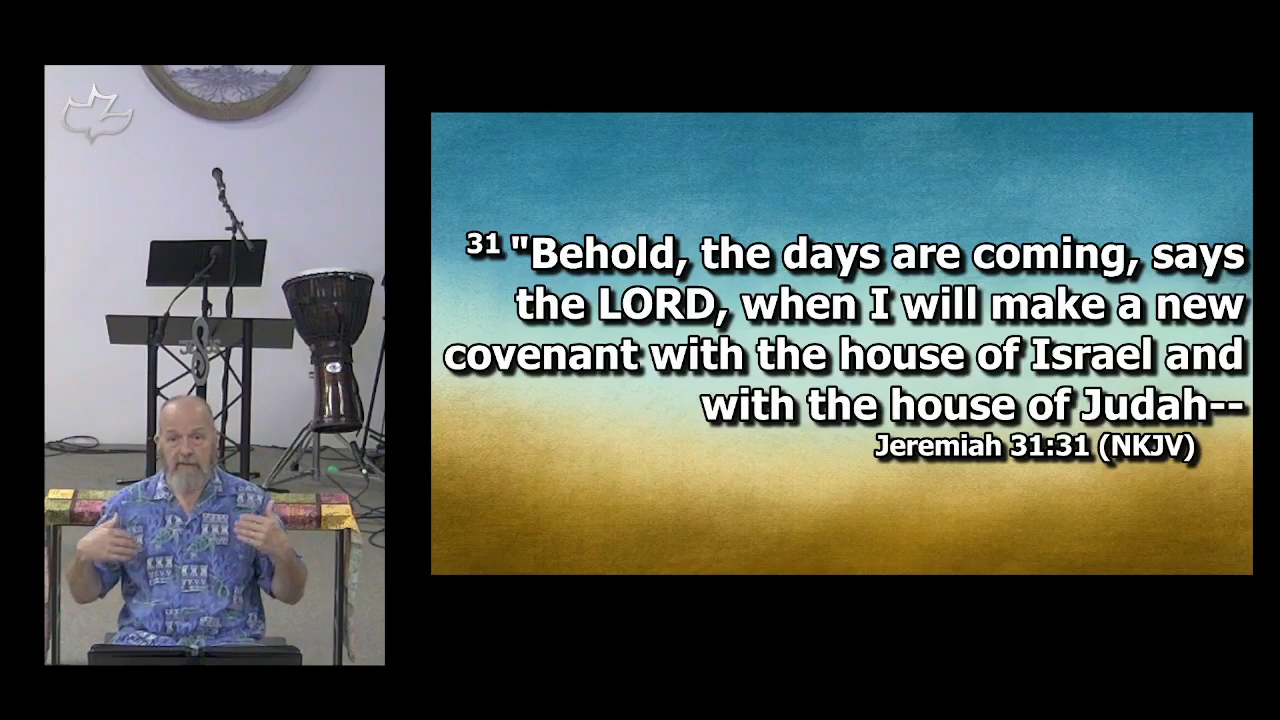 31 "Behold, the days are coming, says
the LORD, when I will make a new
covenant with the house of Israel and
with the house of Judah--
Jeremiah 31:31 (NKJV)